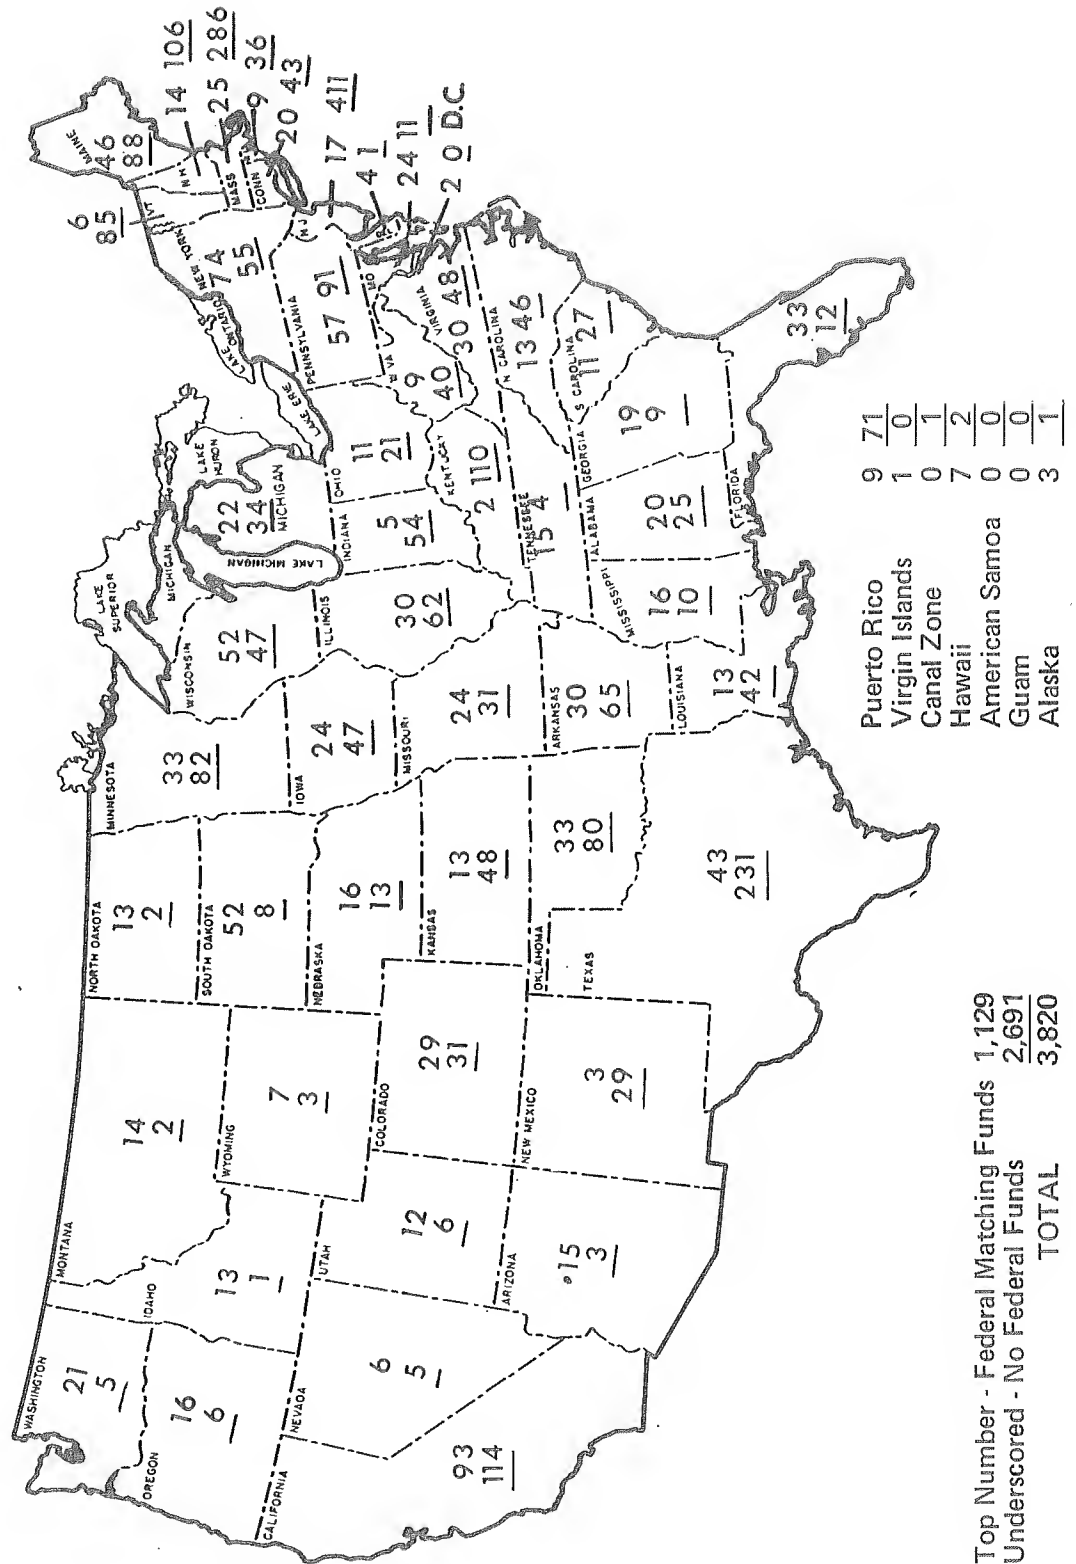 WASHINGTON
21
5
OREGON
16
6
CALIFORNIA
93
114
NEVADA
6
5
IDAHO
13
1
MONTANA
14
2
WYOMING
7
3
UTAH
12
6
COLORADO
29
31
ARIZONA
15
3
NEW MEXICO
3
29
NORTH DAKOTA
13
2
SOUTH DAKOTA
52
8
NEBRASKA
16
13
KANSAS
13
48
OKLAHOMA
33
80
TEXAS
43
231
MINNESOTA
33
82
IOWA
24
47
MISSOURI
24
31
ARKANSAS
30
65
LOUISIANA
13
42
WISCONSIN
52
47
ILLINOIS
30
62
LAKE SUPERIOR
MICHIGAN
LAKE MICHIGAN
LAKE HURON
22
34
MICHIGAN
INDIANA
5
54
OHIO
11
21
KENTUCKY
2 110
TENNESSEE
15 4
MISSISSIPPI
16
10
ALABAMA
20
25
GEORGIA
19
9
FLORIDA
33
12
S CAROLINA
11 27
N CAROLINA
13 46
VIRGINIA
30 48
W VA
9
40
LAKE ERIE
LAKE ONTARIO
PENNSYLVANIA
57 91
NEW YORK
74
55
VT
6
85
MAINE
46
88
N H
14 106
MASS
25 286
9 36
CONN
20 43
N J
17 411
4 1
MD
24 11
2 0 D.C.
Puerto Rico 9 71
Virgin Islands 1 0
Canal Zone 0 1
Hawaii 7 2
American Samoa 0 0
Guam 0 0
Alaska 3 1
Top Number - Federal Matching Funds 1,129
Underscored - No Federal Funds 2,691
TOTAL 3,820